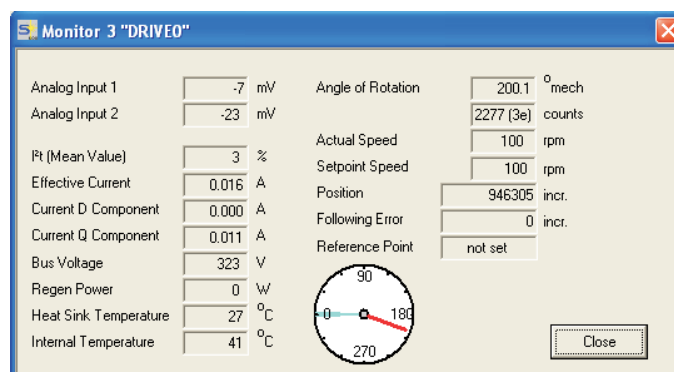 Monitor 3 "DRIVE0"
Analog Input 1 -7 mV
Analog Input 2 -23 mV
I²t (Mean Value) 3 %
Effective Current 0.016 A
Current D Component 0.000 A
Current Q Component 0.011 A
Bus Voltage 323 V
Regen Power 0 W
Heat Sink Temperature 27 °C
Internal Temperature 41 °C
Angle of Rotation 200.1 °mech
2277 (3e) counts
Actual Speed 100 rpm
Setpoint Speed 100 rpm
Position 946305 incr.
Following Error 0 incr.
Reference Point not set
90
0 180
270
Close